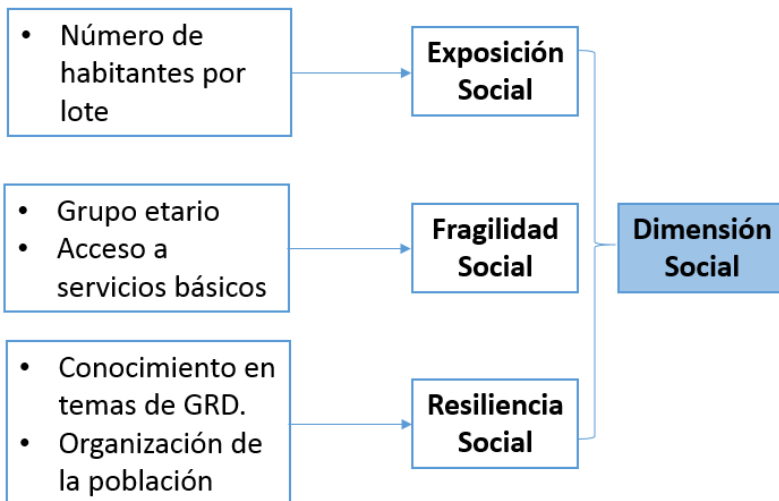 • Número de
habitantes por
lote
Exposición
Social
• Grupo etario
• Acceso a
servicios básicos
Fragilidad
Social
Dimensión
Social
• Conocimiento en
temas de GRD.
• Organización de
la población
Resiliencia
Social